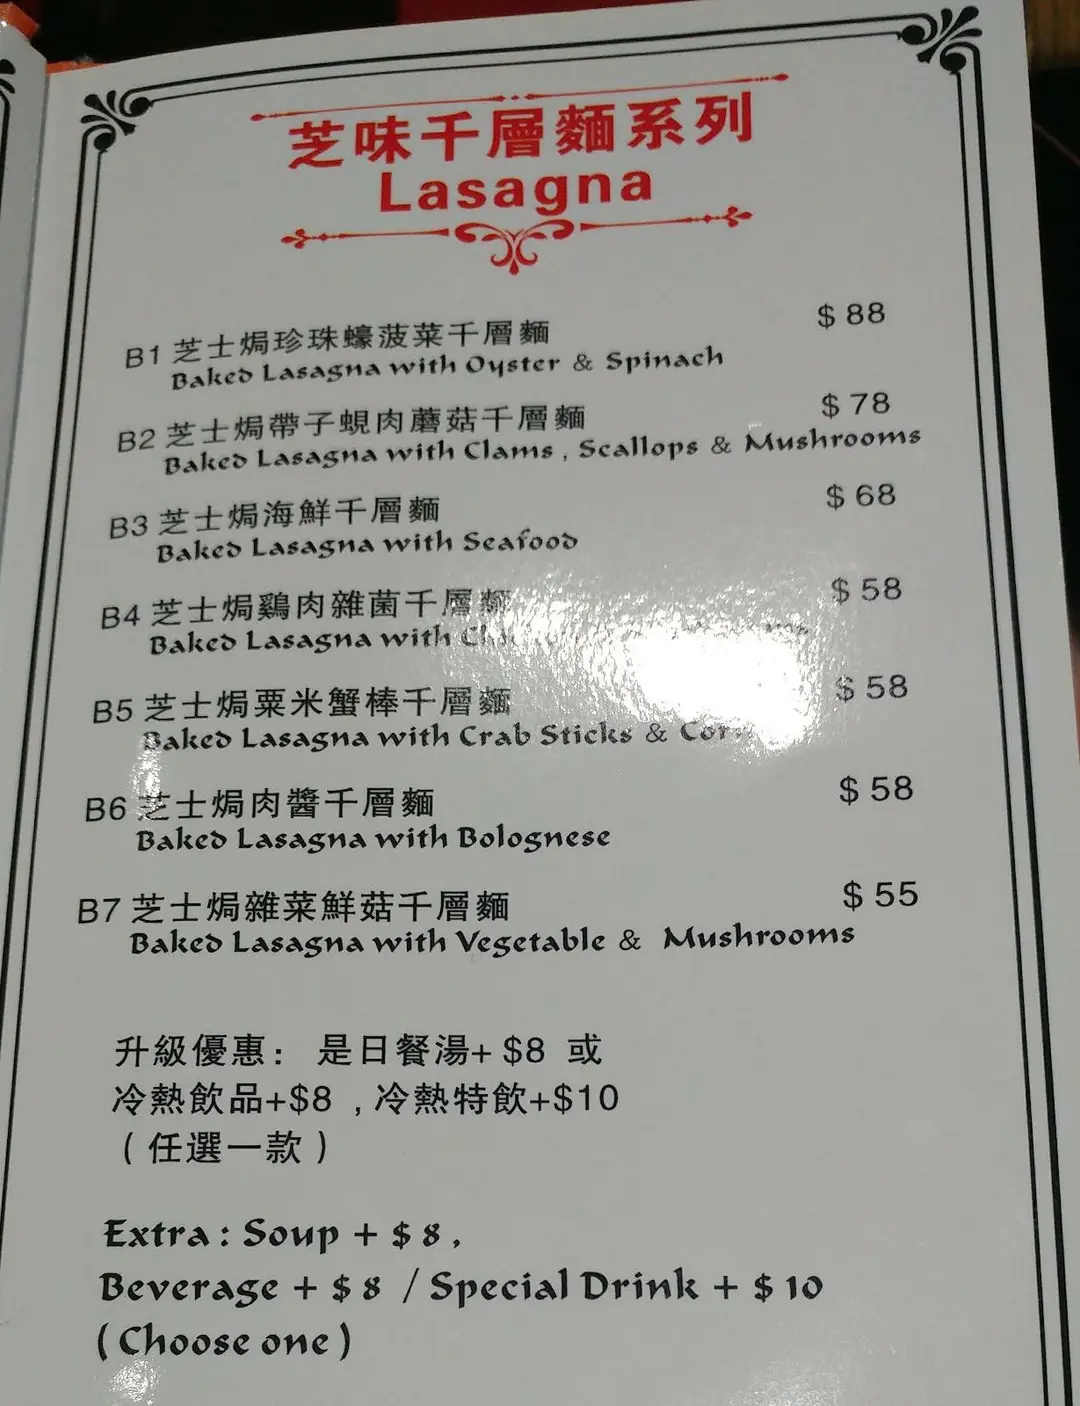 芝味千層麵系列
Lasagna
B1 芝士焗珍珠蠔菠菜千層麵 $ 88
Baked Lasagna with Oyster & Spinach
B2 芝士焗帶子蜆肉蘑菇千層麵 $ 78
Baked Lasagna with Clams , Scallops & Mushrooms
B3 芝士焗海鮮千層麵 $ 68
Baked Lasagna with Seafood
B4 芝士焗鷄肉雜菌千層麵 $ 58
Baked Lasagna with
B5 芝士焗粟米蟹棒千層麵 $ 58
Baked Lasagna with Crab Sticks & Corn
B6 芝士焗肉醬千層麵 $ 58
Baked Lasagna with Bolognese
B7 芝士焗雜菜鮮菇千層麵 $ 55
Baked Lasagna with Vegetable & Mushrooms
升級優惠： 是日餐湯+ $8 或
冷熱飲品+$8 , 冷熱特飲+$10
( 任選一款 )
Extra : Soup + $ 8 ,
Beverage + $ 8 / Special Drink + $ 10
( Choose one )